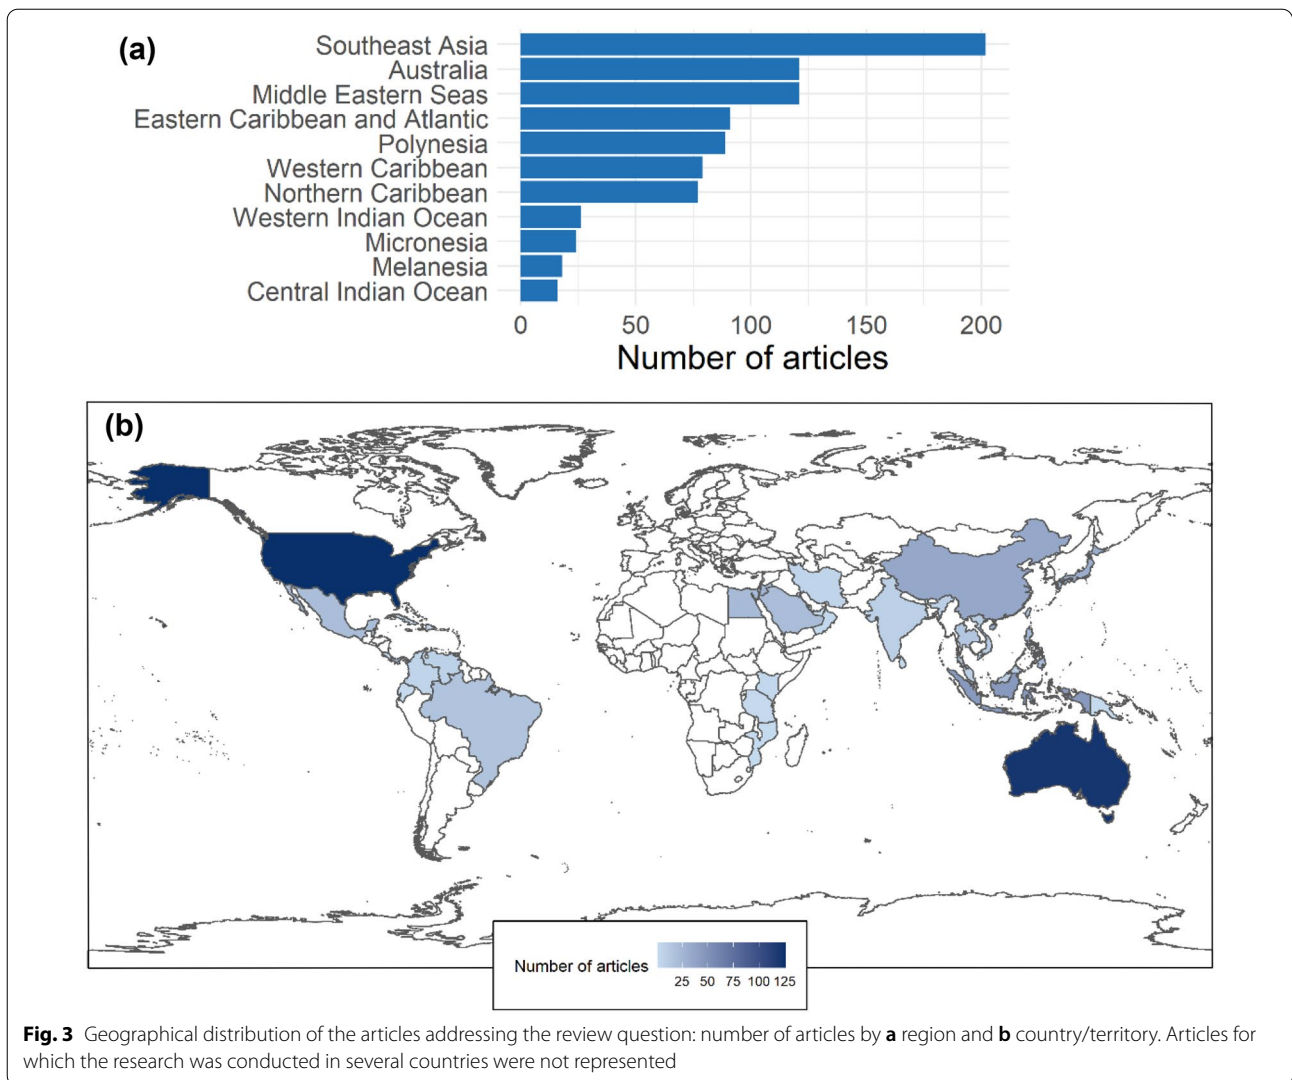 (a)
Southeast Asia
Australia
Middle Eastern Seas
Eastern Caribbean and Atlantic
Polynesia
Western Caribbean
Northern Caribbean
Western Indian Ocean
Micronesia
Melanesia
Central Indian Ocean
0 50 100 150 200
Number of articles
(b)
Number of articles
25 50 75 100 125
Fig. 3 Geographical distribution of the articles addressing the review question: number of articles by a region and b country/territory. Articles for
which the research was conducted in several countries were not represented